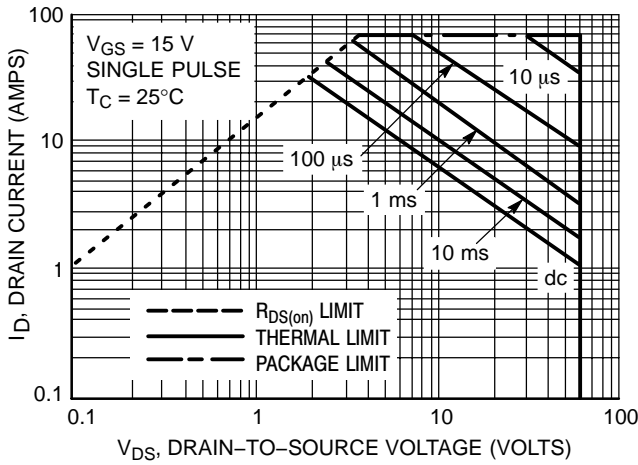 100
10
1
0.1
I_D, DRAIN CURRENT (AMPS)
V_GS = 15 V
SINGLE PULSE
T_C = 25°C
10 µs
100 µs
1 ms
10 ms
dc
R_DS(on) LIMIT
THERMAL LIMIT
PACKAGE LIMIT
0.1 1 10 100
V_DS, DRAIN−TO−SOURCE VOLTAGE (VOLTS)